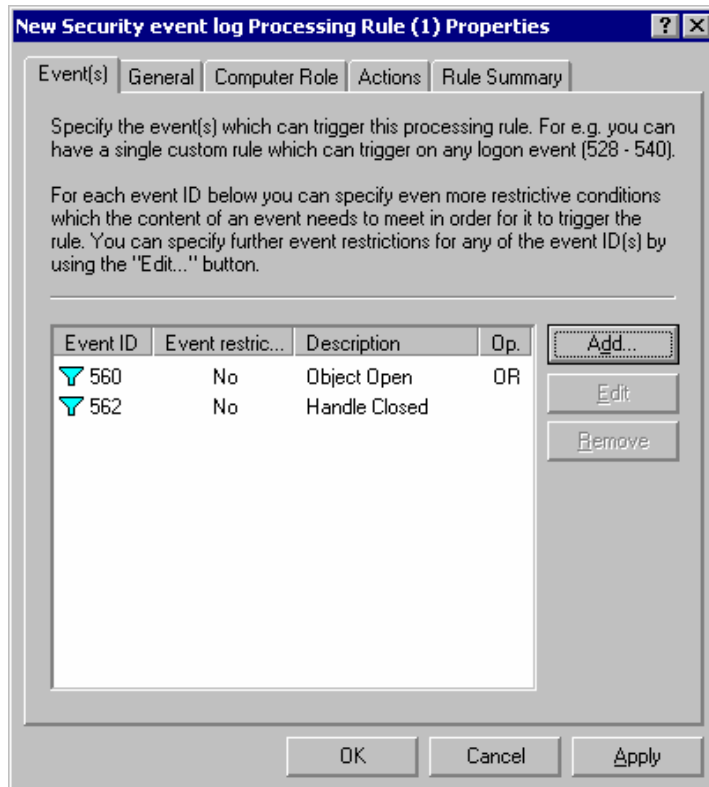 New Security event log Processing Rule (1) Properties
Event(s) General Computer Role Actions Rule Summary
Specify the event(s) which can trigger this processing rule. For e.g. you can
have a single custom rule which can trigger on any logon event (528 - 540).
For each event ID below you can specify even more restrictive conditions
which the content of an event needs to meet in order for it to trigger the
rule. You can specify further event restrictions for any of the event ID(s) by
using the "Edit..." button.
Event ID Event restric... Description Op. Add...
560 No Object Open OR Edit
562 No Handle Closed
Remove
OK Cancel Apply